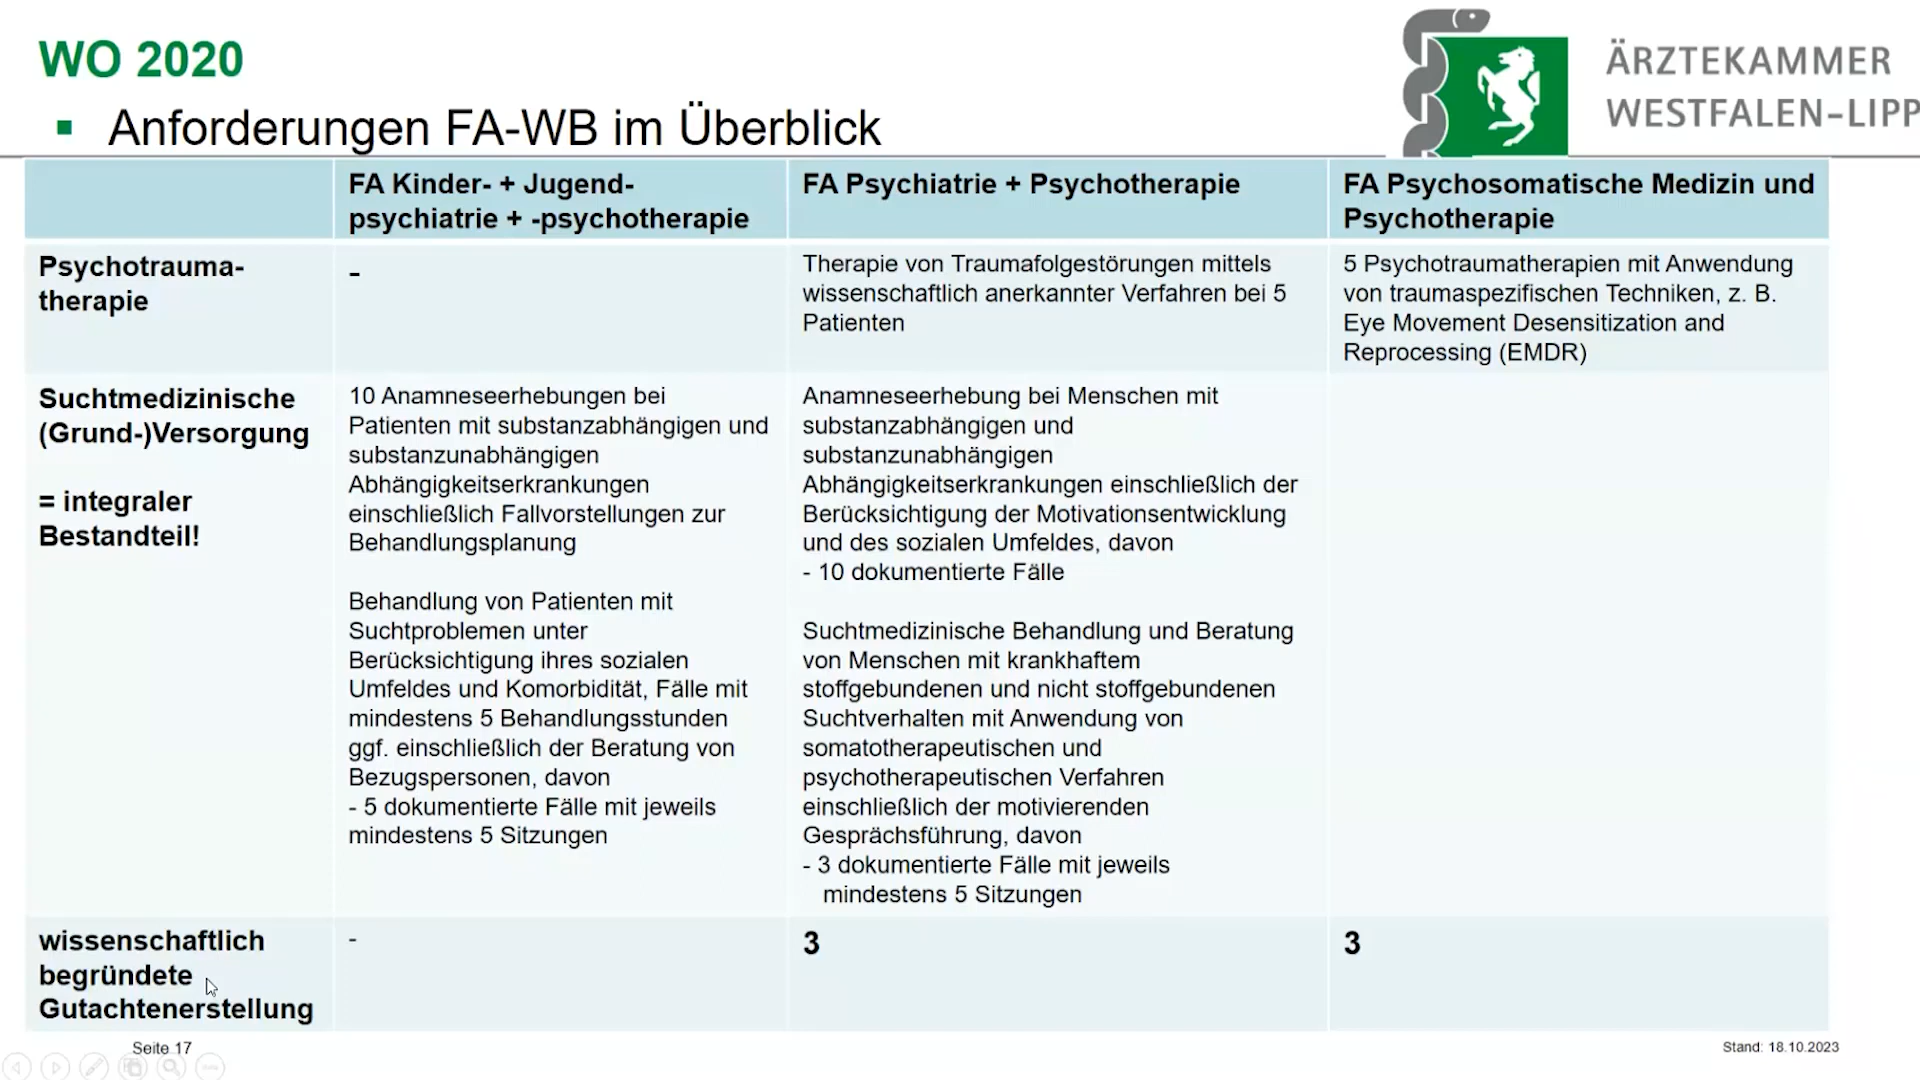 WO 2020
▪ Anforderungen FA-WB im Überblick
ÄRZTEKAMMER
WESTFALEN-LIPP
FA Kinder- + Jugend-
psychiatrie + -psychotherapie
FA Psychiatrie + Psychotherapie
FA Psychosomatische Medizin und
Psychotherapie
Psychotrauma-
therapie
-
Therapie von Traumafolgestörungen mittels
wissenschaftlich anerkannter Verfahren bei 5
Patienten
5 Psychotraumatherapien mit Anwendung
von traumaspezifischen Techniken, z. B.
Eye Movement Desensitization and
Reprocessing (EMDR)
Suchtmedizinische
(Grund-)Versorgung
= integraler
Bestandteil!
10 Anamneseerhebungen bei
Patienten mit substanzabhängigen und
substanzunabhängigen
Abhängigkeitserkrankungen
einschließlich Fallvorstellungen zur
Behandlungsplanung
Behandlung von Patienten mit
Suchtproblemen unter
Berücksichtigung ihres sozialen
Umfeldes und Komorbidität, Fälle mit
mindestens 5 Behandlungsstunden
ggf. einschließlich der Beratung von
Bezugspersonen, davon
- 5 dokumentierte Fälle mit jeweils
mindestens 5 Sitzungen
Anamneseerhebung bei Menschen mit
substanzabhängigen und
substanzunabhängigen
Abhängigkeitserkrankungen einschließlich der
Berücksichtigung der Motivationsentwicklung
und des sozialen Umfeldes, davon
- 10 dokumentierte Fälle
Suchtmedizinische Behandlung und Beratung
von Menschen mit krankhaftem
stoffgebundenen und nicht stoffgebundenen
Suchtverhalten mit Anwendung von
somatotherapeutischen und
psychotherapeutischen Verfahren
einschließlich der motivierenden
Gesprächsführung, davon
- 3 dokumentierte Fälle mit jeweils
mindestens 5 Sitzungen
wissenschaftlich
begründete
Gutachtenerstellung
-
3
3
Seite 17
Stand: 18.10.2023